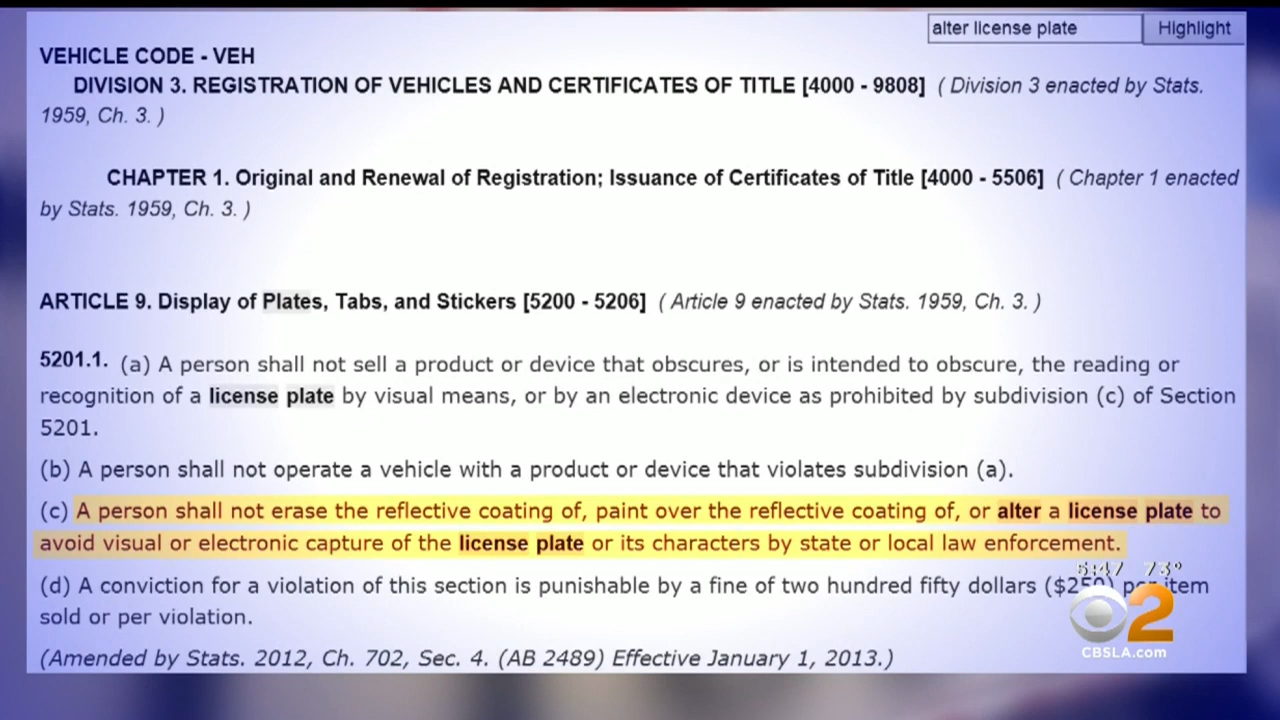 alter license plate Highlight
VEHICLE CODE - VEH
DIVISION 3. REGISTRATION OF VEHICLES AND CERTIFICATES OF TITLE [4000 - 9808] ( Division 3 enacted by Stats.
1959, Ch. 3. )
CHAPTER 1. Original and Renewal of Registration; Issuance of Certificates of Title [4000 - 5506] ( Chapter 1 enacted
by Stats. 1959, Ch. 3. )
ARTICLE 9. Display of Plates, Tabs, and Stickers [5200 - 5206] ( Article 9 enacted by Stats. 1959, Ch. 3. )
5201.1. (a) A person shall not sell a product or device that obscures, or is intended to obscure, the reading or
recognition of a license plate by visual means, or by an electronic device as prohibited by subdivision (c) of Section
5201.
(b) A person shall not operate a vehicle with a product or device that violates subdivision (a).
(c) A person shall not erase the reflective coating of, paint over the reflective coating of, or alter a license plate to
avoid visual or electronic capture of the license plate or its characters by state or local law enforcement.
(d) A conviction for a violation of this section is punishable by a fine of two hundred fifty dollars ($250) per item
sold or per violation.
(Amended by Stats. 2012, Ch. 702, Sec. 4. (AB 2489) Effective January 1, 2013.)
73°
2
CBSLA.com